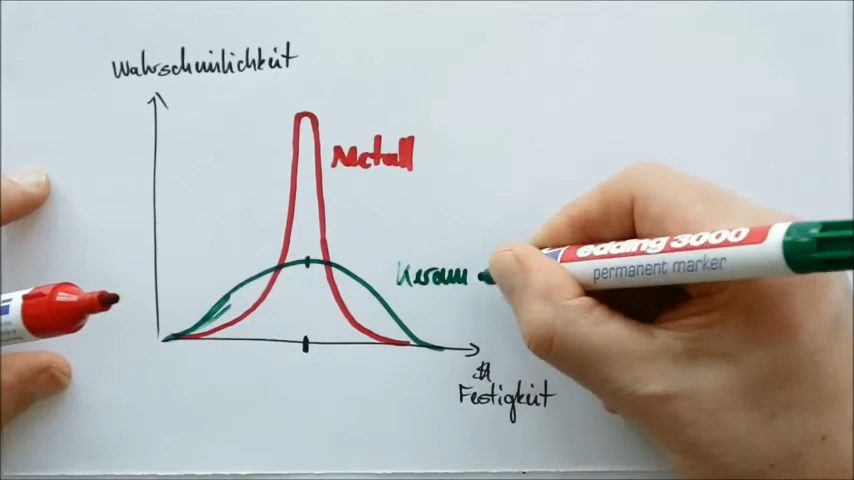 Wahrscheinlichkeit
Metall
Keram
edding 3000
permanent marker
Festigkeit